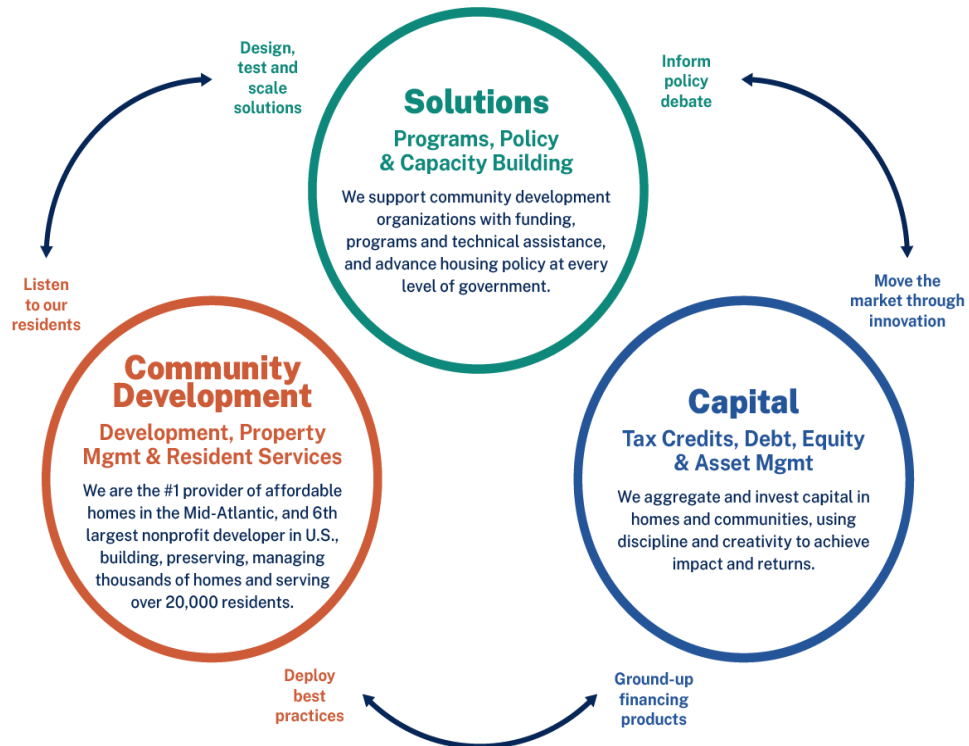 Design,
test and
scale
solutions
Inform
policy
debate
Solutions
Programs, Policy
& Capacity Building
We support community development
organizations with funding,
programs and technical assistance,
and advance housing policy at every
level of government.
Listen
to our
residents
Move the
market through
innovation
Community
Development
Development, Property
Mgmt & Resident Services
We are the #1 provider of affordable
homes in the Mid-Atlantic, and 6th
largest nonprofit developer in U.S.,
building, preserving, managing
thousands of homes and serving
over 20,000 residents.
Capital
Tax Credits, Debt, Equity
& Asset Mgmt
We aggregate and invest capital in
homes and communities, using
discipline and creativity to achieve
impact and returns.
Deploy
best
practices
Ground-up
financing
products